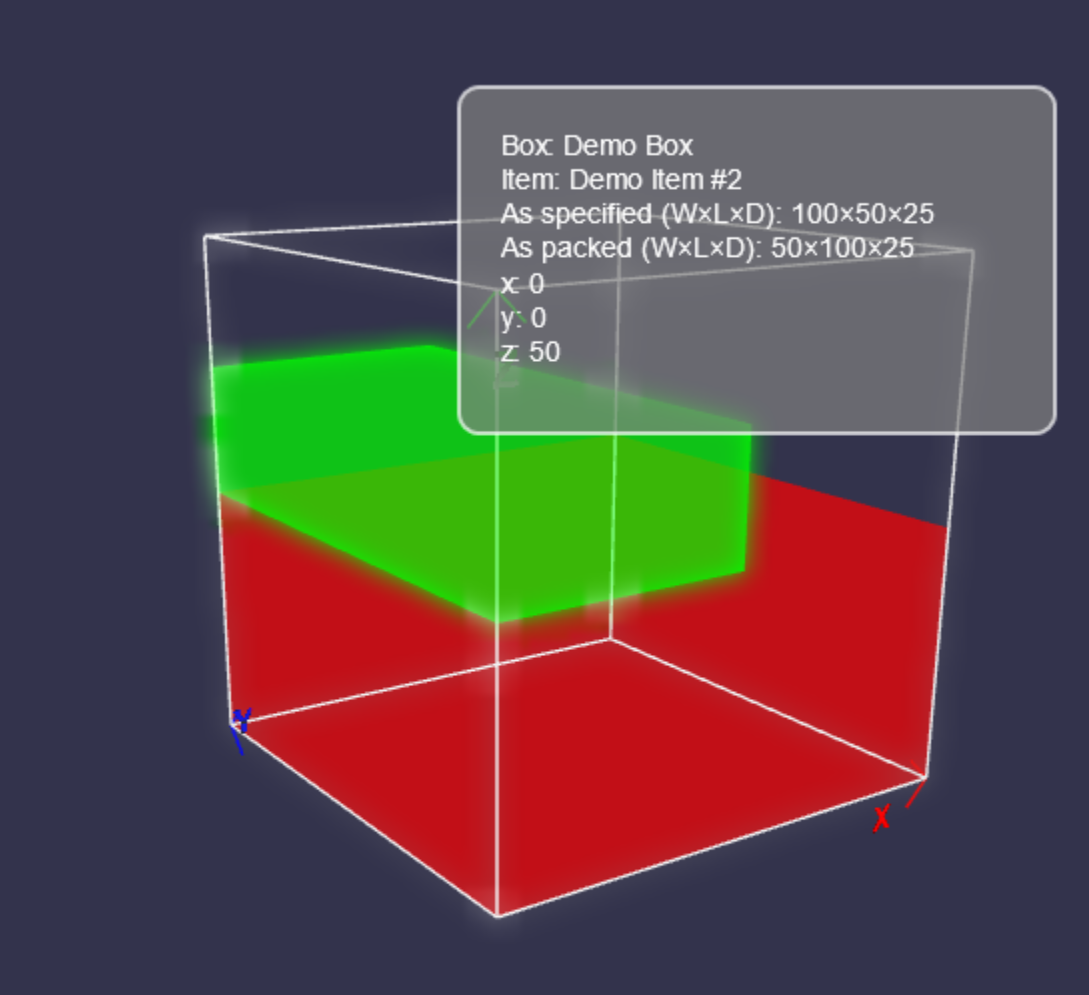 Box: Demo Box
Item: Demo Item #2
As specified (W×L×D): 100×50×25
As packed (W×L×D): 50×100×25
x: 0
y: 0
z: 50
Y
X